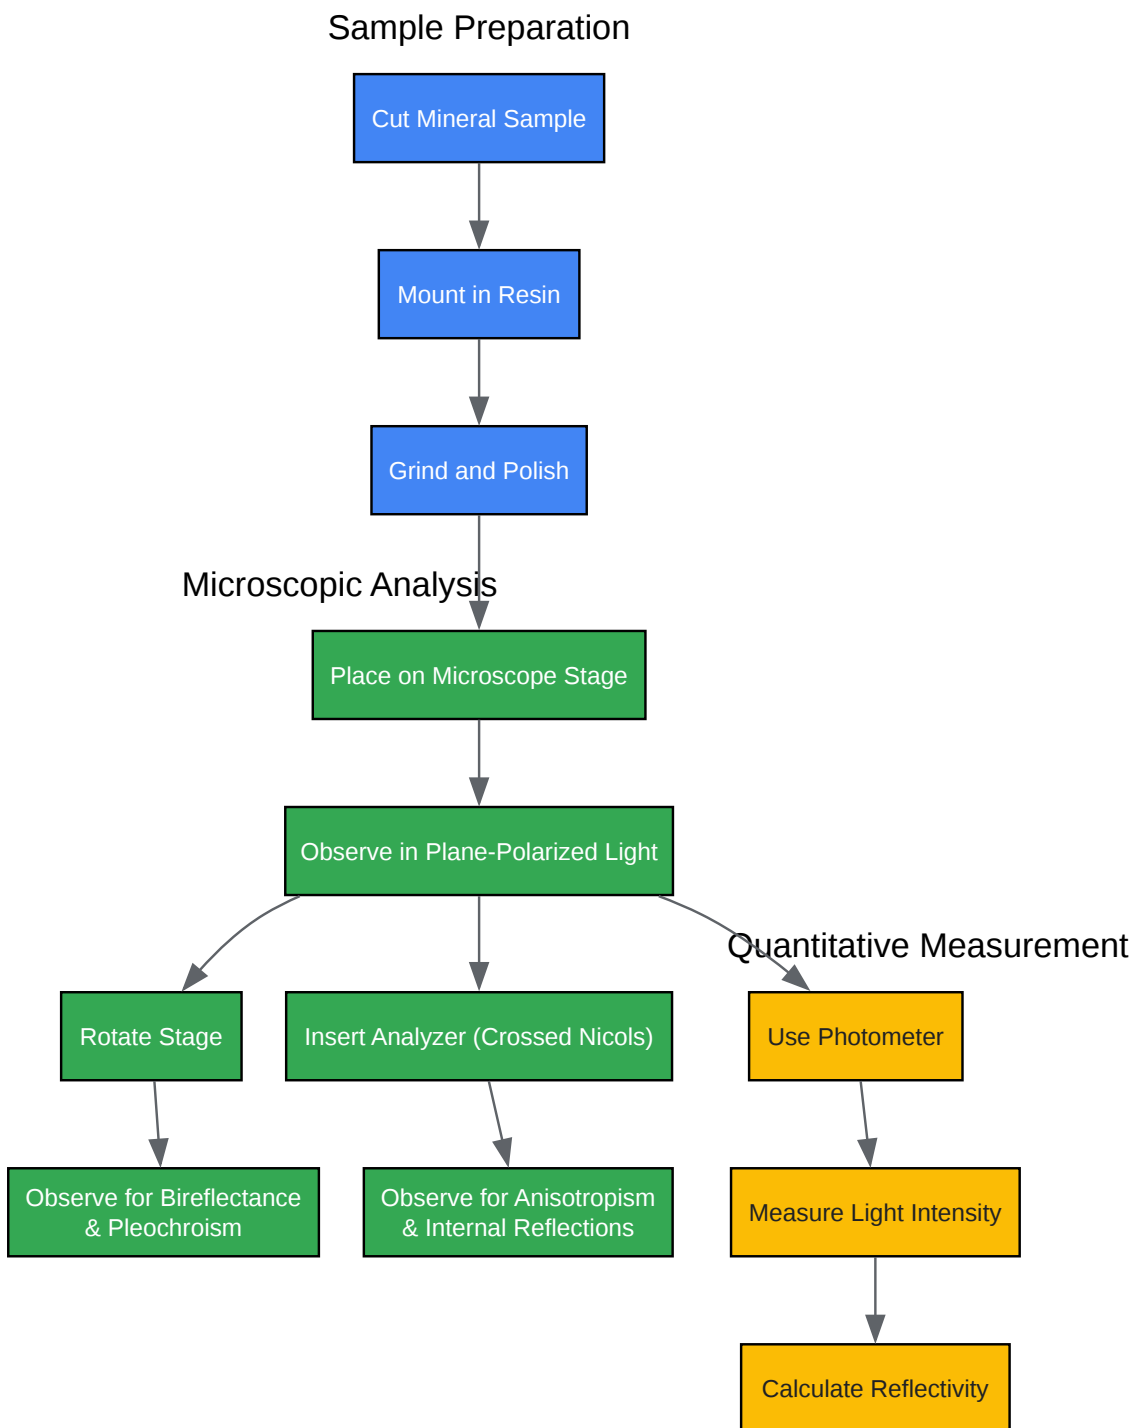 Sample Preparation
Cut Mineral Sample
Mount in Resin
Grind and Polish
Microscopic Analysis
Place on Microscope Stage
Observe in Plane-Polarized Light
Quantitative Measurement
Rotate Stage
Insert Analyzer (Crossed Nicols)
Use Photometer
Observe for Bireflectance
& Pleochroism
Observe for Anisotropism
& Internal Reflections
Measure Light Intensity
Calculate Reflectivity